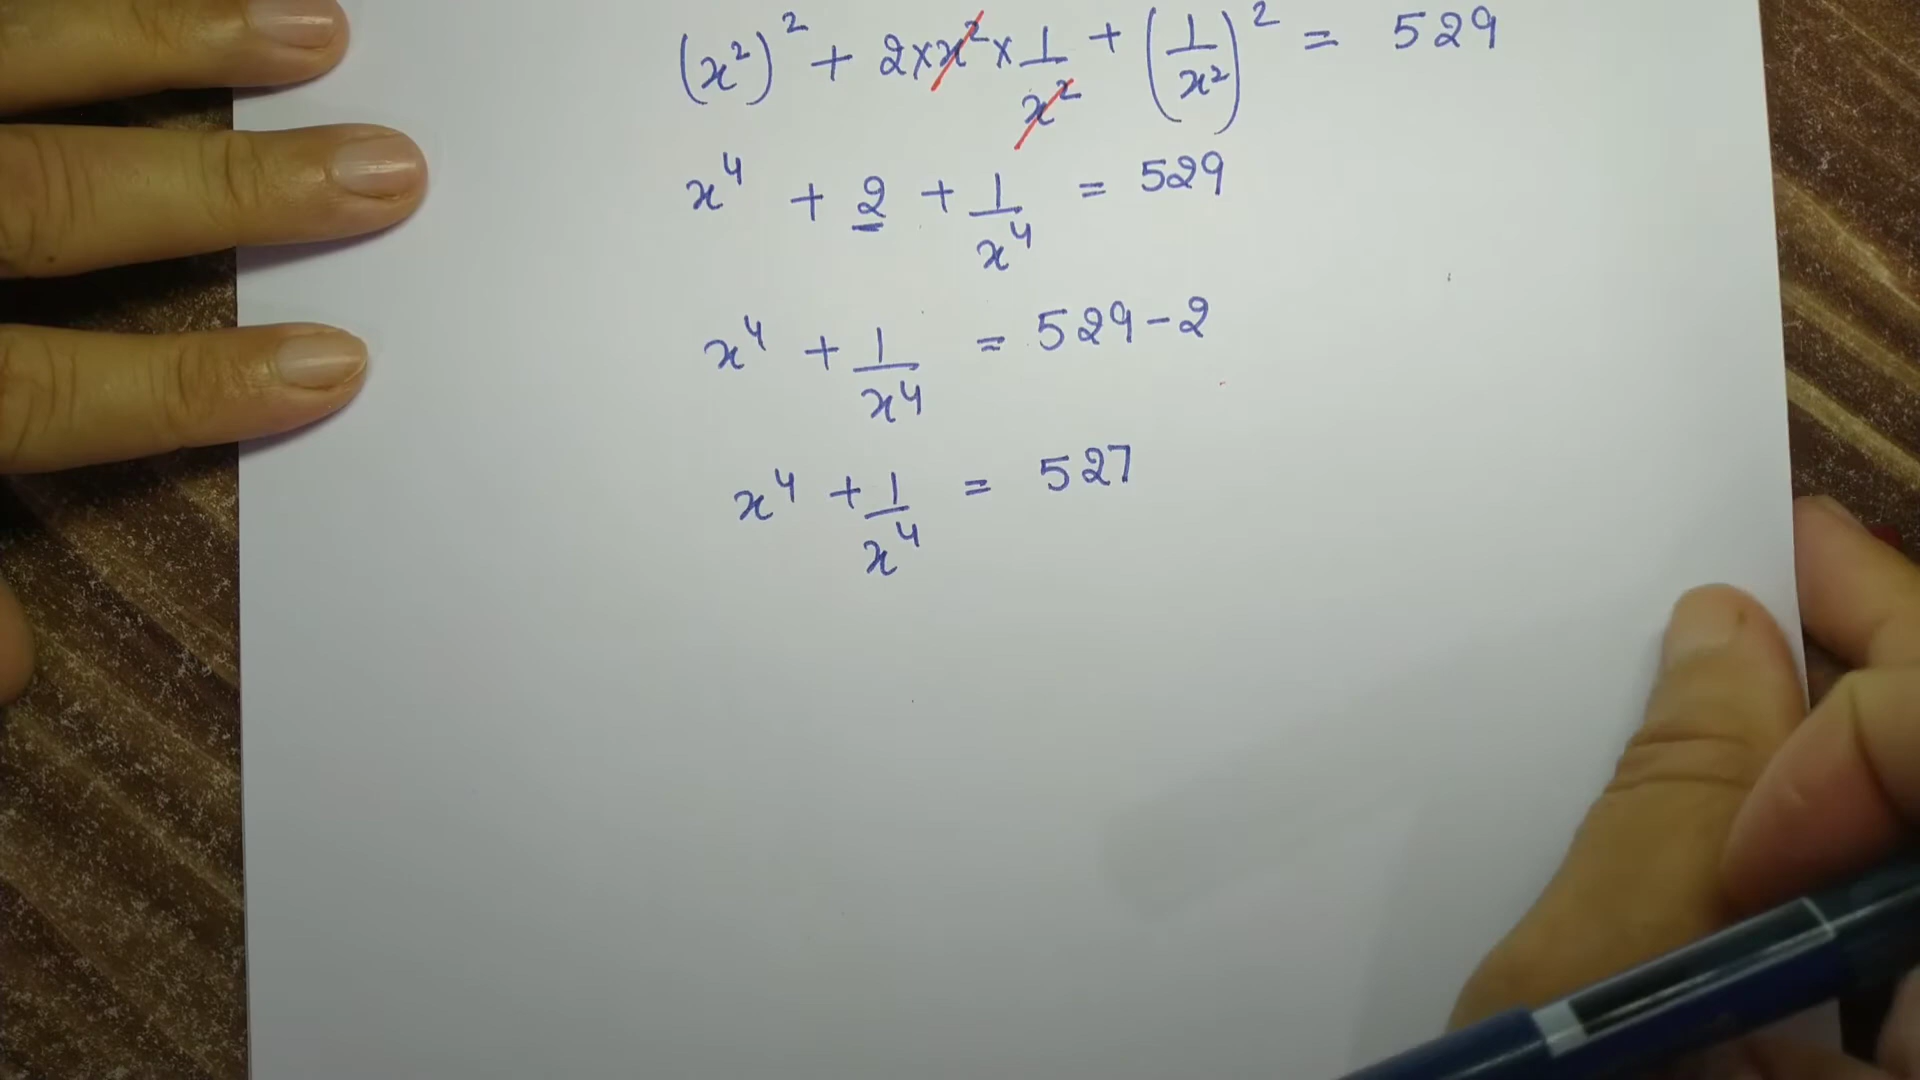 (x²)² + 2×x²×1/x² + (1/x²)² = 529
x⁴ + 2 + 1/x⁴ = 529
x⁴ + 1/x⁴ = 529-2
x⁴ + 1/x⁴ = 527